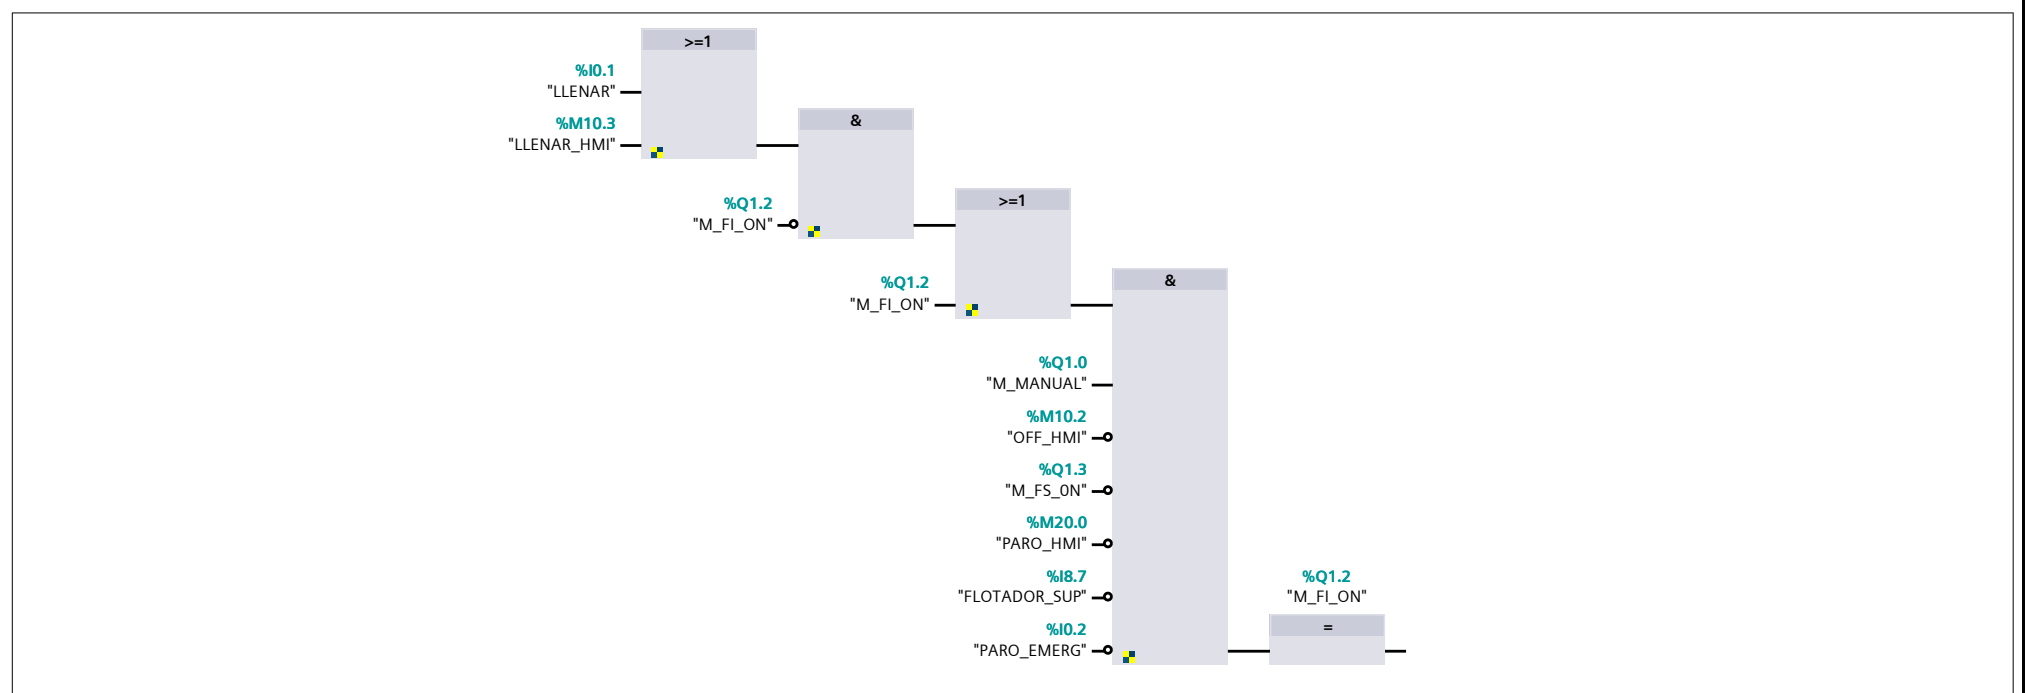 >=1
%I0.1
"LLENAR"
%M10.3
"LLENAR_HMI"
&
%Q1.2
"M_FI_ON"
>=1
%Q1.2
"M_FI_ON"
&
%Q1.0
"M_MANUAL"
%M10.2
"OFF_HMI"
%Q1.3
"M_FS_0N"
%M20.0
"PARO_HMI"
%I8.7
"FLOTADOR_SUP"
%I0.2
"PARO_EMERG"
%Q1.2
"M_FI_ON"
=